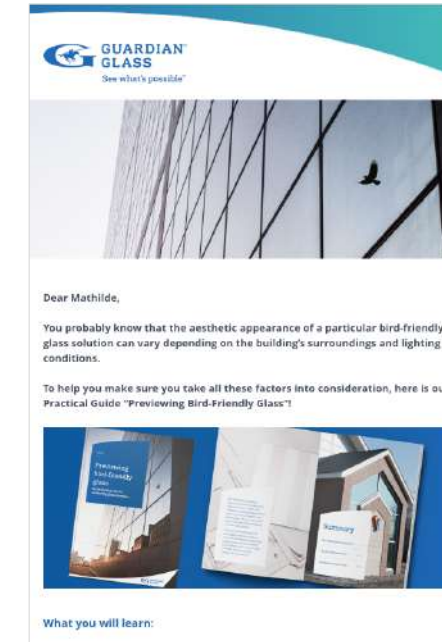 GUARDIAN
GLASS
See what's possible™
Dear Mathilde,
You probably know that the aesthetic appearance of a particular bird-friendly
glass solution can vary depending on the building's surroundings and lighting
conditions.
To help you make sure you take all these factors into consideration, here is ou
Practical Guide "Previewing Bird-Friendly Glass"!
Previewing
bird-friendly
glass
Summary
What you will learn: